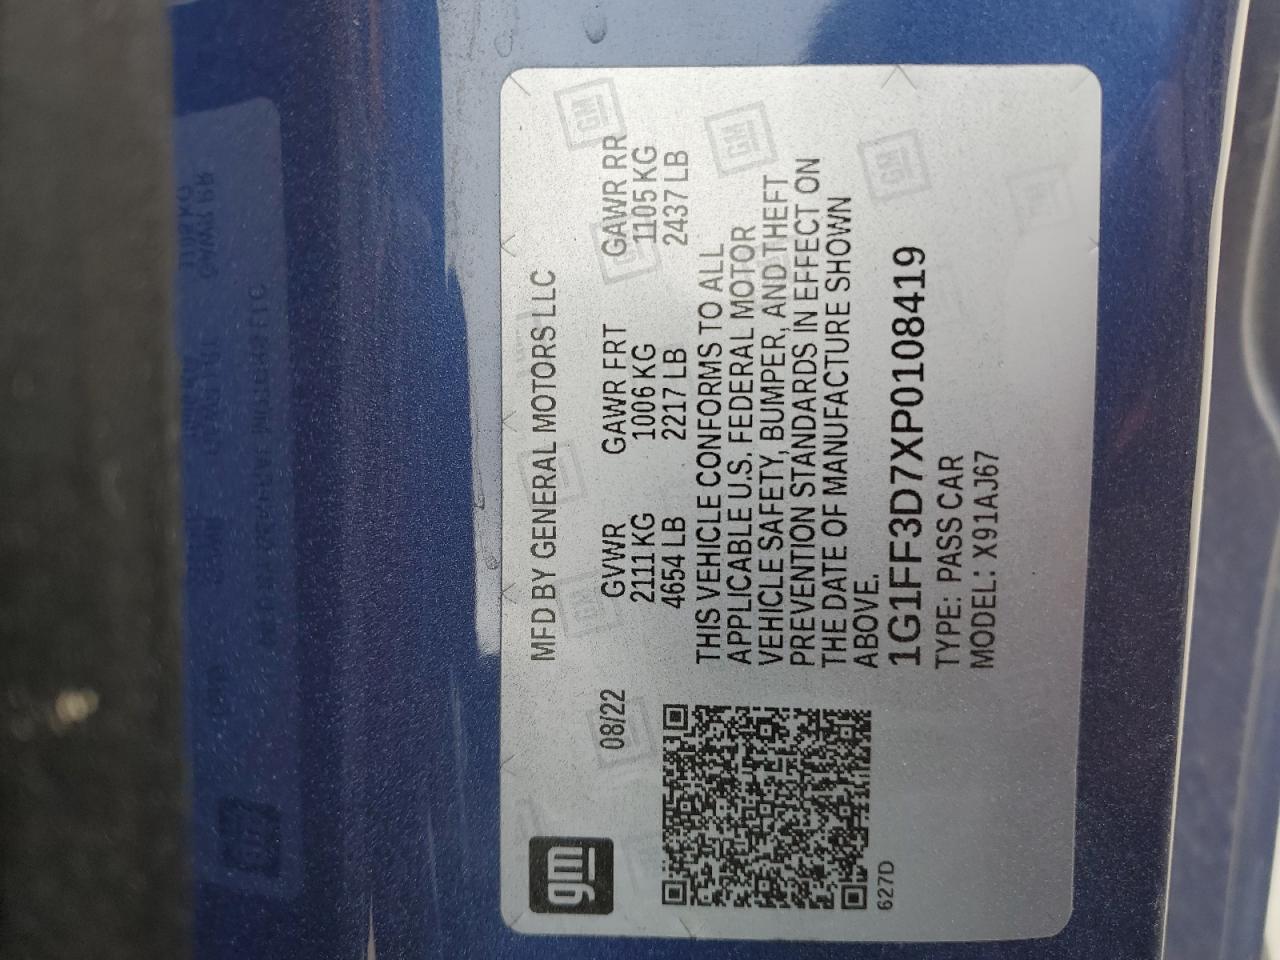 gm
MFD BY GENERAL MOTORS LLC
08/22
GVWR GAWR FRT GAWR RR
2111 KG 1006 KG 1105 KG
4654 LB 2217 LB 2437 LB
THIS VEHICLE CONFORMS TO ALL
APPLICABLE U.S. FEDERAL MOTOR
VEHICLE SAFETY, BUMPER, AND THEFT
PREVENTION STANDARDS IN EFFECT ON
THE DATE OF MANUFACTURE SHOWN
ABOVE.
1G1FF3D7XP0108419
TYPE: PASS CAR
MODEL: X91AJ67
627D